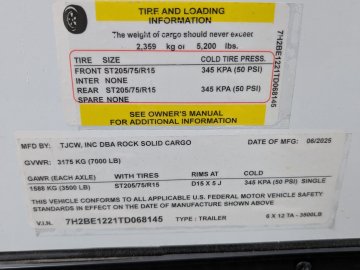 TIRE AND LOADING
INFORMATION
The weight of cargo should never exceed
2,359 kg or 5,200 lbs.
TIRE SIZE COLD TIRE PRESS.
FRONT ST205/75/R15 345 KPA (50 PSI)
INTER NONE
REAR ST205/75/R15 345 KPA (50 PSI)
SPARE NONE
SEE OWNER'S MANUAL
FOR ADDITIONAL INFORMATION
7H2BE1221TD068145
MFD BY: TJCW, INC DBA ROCK SOLID CARGO DATE OF MFG: 06/2025
GVWR: 3175 KG (7000 LB)
GAWR (EACH AXLE) WITH TIRES RIMS AT COLD
1588 KG (3500 LB) ST205/75/R15 D15 X 5 J 345 KPA (50 PSI) SINGLE
THIS VEHICLE CONFORMS TO ALL APPLICABLE U.S. FEDERAL MOTOR VEHICLE SAFETY
STANDARDS IN EFFECT ON THE DATE OF MANUFACTURE SHOWN ABOVE
V.I.N. 7H2BE1221TD068145 TYPE: TRAILER 6 X 12 TA - 3500LB